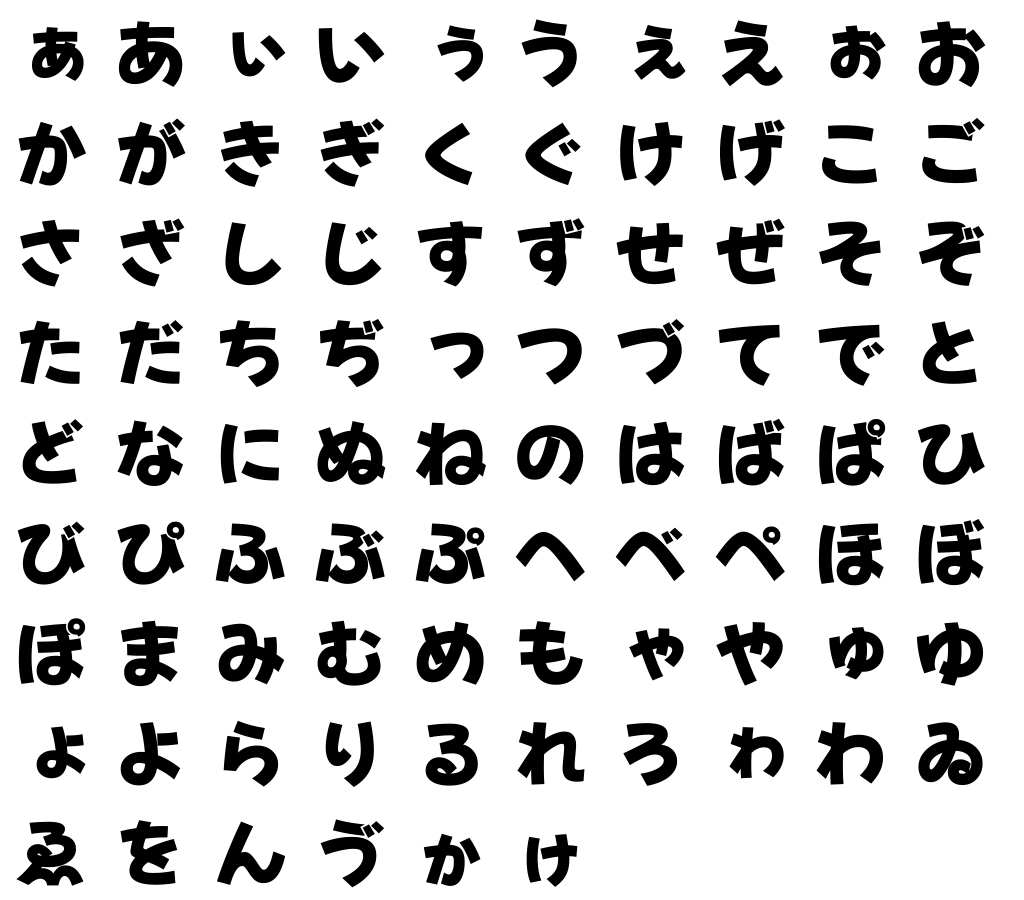 ぁあぃいぅうぇえぉお
かがきぎくぐけげこご
さざしじすずせぜそぞ
ただちぢっつづてでと
どなにぬねのはばぱひ
びぴふぶぷへべぺほぼ
ぽまみむめもゃやゅゆ
ょよらりるれろゎわゐ
ゑをんゔゕゖ